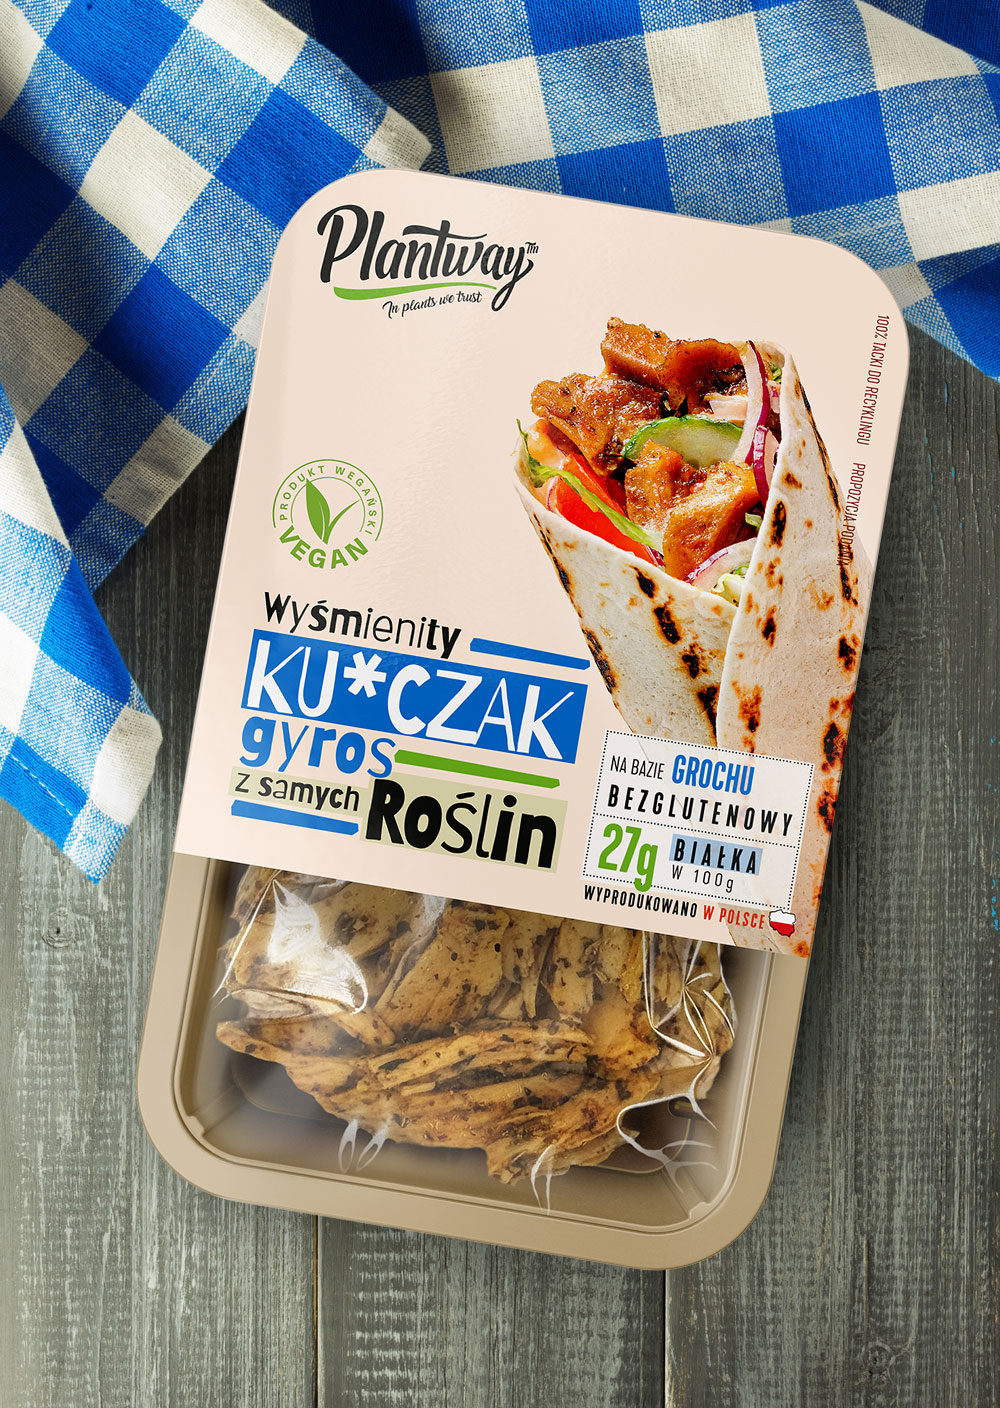 Plantway™
In plants we trust
100% TACKI DO RECYKLINGU PROPOZYCJA PODANIA
PRODUKT WEGAŃSKI
VEGAN
Wyśmienity
KU*CZAK
gyros
z samych Roślin
NA BAZIE GROCHU
BEZGLUTENOWY
27g BIAŁKA
W 100g
WYPRODUKOWANO W POLSCE